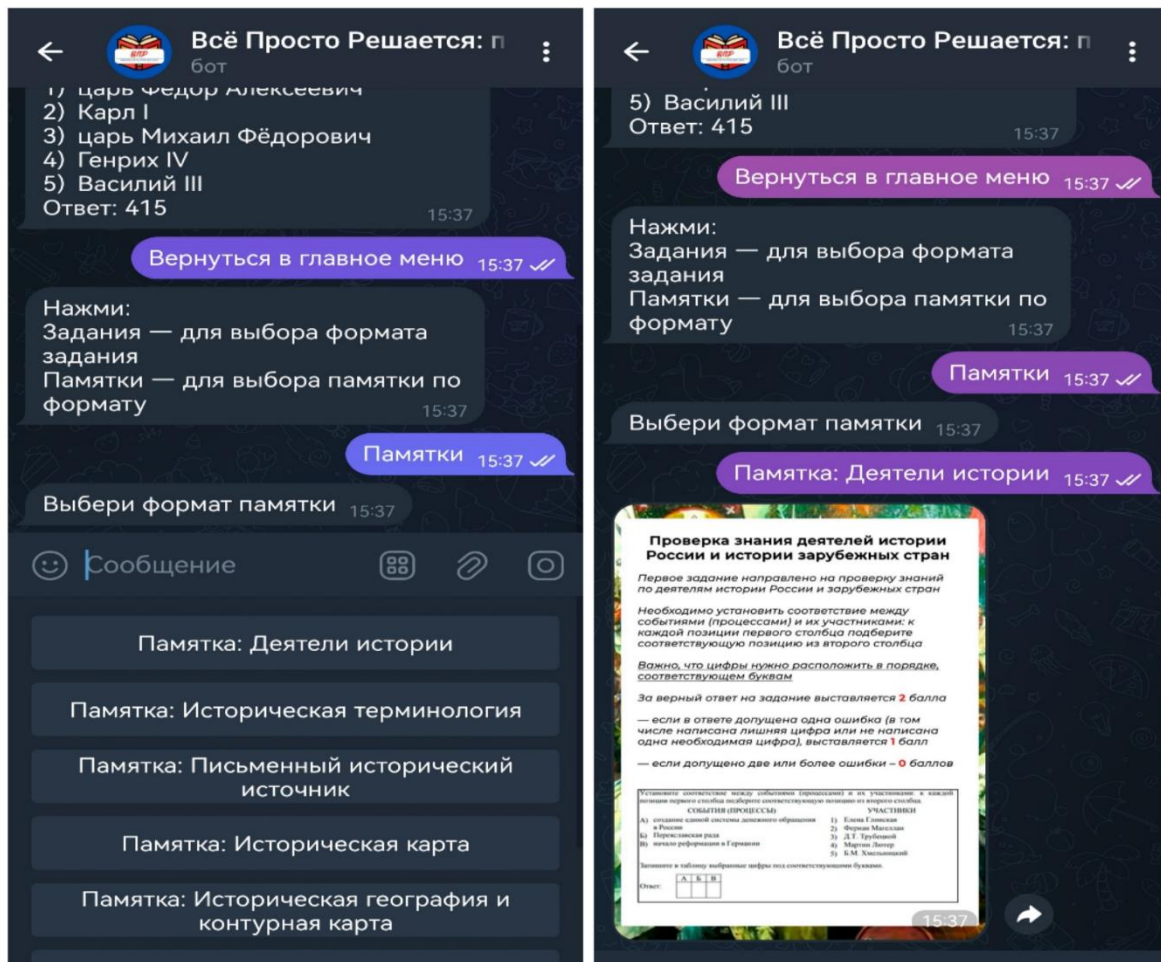 Всё Просто Решается: п
бот
1) царь Фёдор Алексеевич
2) Карл I
3) царь Михаил Фёдорович
4) Генрих IV
5) Василий III
Ответ: 415
15:37
Вернуться в главное меню 15:37
Нажми:
Задания — для выбора формата
задания
Памятки — для выбора памятки по
формату
15:37
Памятки 15:37
Выбери формат памятки 15:37
Сообщение
Памятка: Деятели истории
Памятка: Историческая терминология
Памятка: Письменный исторический
источник
Памятка: Историческая карта
Памятка: Историческая география и
контурная карта
Всё Просто Решается: п
бот
5) Василий III
Ответ: 415
15:37
Вернуться в главное меню 15:37
Нажми:
Задания — для выбора формата
задания
Памятки — для выбора памятки по
формату
15:37
Памятки 15:37
Выбери формат памятки 15:37
Памятка: Деятели истории 15:37
Проверка знания деятелей истории
России и истории зарубежных стран
Первое задание направлено на проверку знаний
по деятелям истории России и зарубежных стран
Необходимо установить соответствие между
событиями (процессами) и их участниками: к
каждой позиции первого столбца подберите
соответствующую позицию из второго столбца
Важно, что цифры нужно расположить в порядке,
соответствующем буквам
За верный ответ на задание выставляется 2 балла
— если в ответе допущена одна ошибка (в том
числе написана лишняя цифра или не написана
одна необходимая цифра), выставляется 1 балл
— если допущено две или более ошибки – 0 баллов
Установите соответствие между событиями (процессами) и их участниками: к каждой
позиции первого столбца подберите соответствующую позицию из второго столбца.
СОБЫТИЯ (ПРОЦЕССЫ)
А) создание единой системы денежного обращения
в России
Б) Переяславская рада
В) начало реформации в Германии
УЧАСТНИКИ
1) Елена Глинская
2) Фернан Магеллан
3) Д.Т. Трубецкой
4) Мартин Лютер
5) Б.М. Хмельницкий
Запишите в таблицу выбранные цифры под соответствующими буквами.
А Б В
Ответ:
15:37